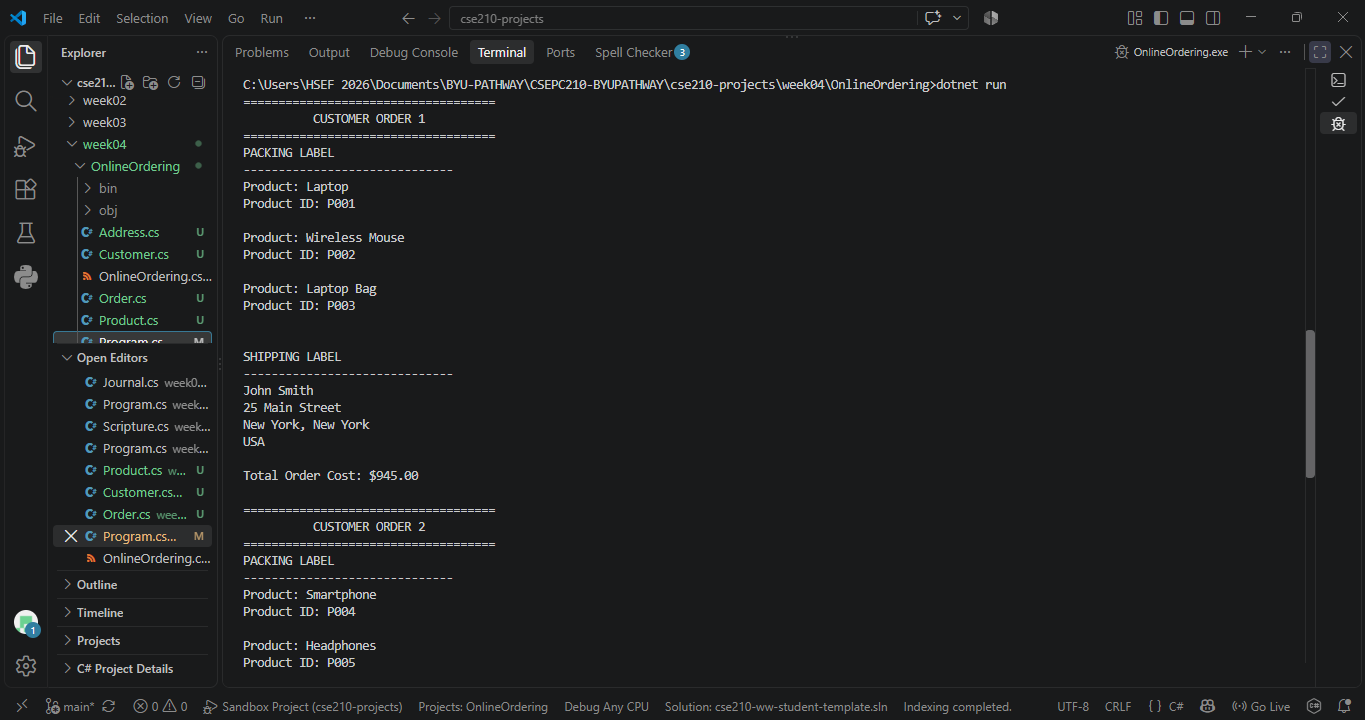 File Edit Selection View Go Run ···
cse210-projects
Explorer
cse21...
week02
week03
week04
OnlineOrdering
bin
obj
Address.cs U
Customer.cs U
OnlineOrdering.cs...
Order.cs U
Product.cs U
Program.cs M
Open Editors
Journal.cs week0...
Program.cs week...
Scripture.cs week...
Program.cs week...
Product.cs w... U
Customer.cs... U
Order.cs wee... U
Program.cs... M
OnlineOrdering.c...
Outline
Timeline
Projects
C# Project Details
1
Problems Output Debug Console Terminal Ports Spell Checker 3
OnlineOrdering.exe
C:\Users\HSEF 2026\Documents\BYU-PATHWAY\CSEPC210-BYUPATHWAY\cse210-projects\week04\OnlineOrdering>dotnet run
====================================
CUSTOMER ORDER 1
====================================
PACKING LABEL
------------------------------
Product: Laptop
Product ID: P001
Product: Wireless Mouse
Product ID: P002
Product: Laptop Bag
Product ID: P003
SHIPPING LABEL
------------------------------
John Smith
25 Main Street
New York, New York
USA
Total Order Cost: $945.00
====================================
CUSTOMER ORDER 2
====================================
PACKING LABEL
------------------------------
Product: Smartphone
Product ID: P004
Product: Headphones
Product ID: P005
main* 0 0 Sandbox Project (cse210-projects) Projects: OnlineOrdering Debug Any CPU Solution: cse210-ww-student-template.sln Indexing completed. UTF-8 CRLF { } C# Go Live